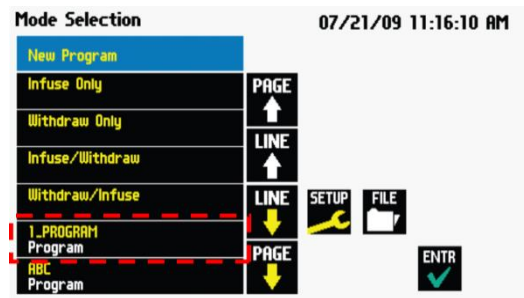 Mode Selection
07/21/09 11:16:10 AM
New Program
Infuse Only
Withdraw Only
Infuse/Withdraw
Withdraw/Infuse
1_PROGRAM
Program
ABC
Program
PAGE
LINE
LINE
PAGE
SETUP
FILE
ENTR